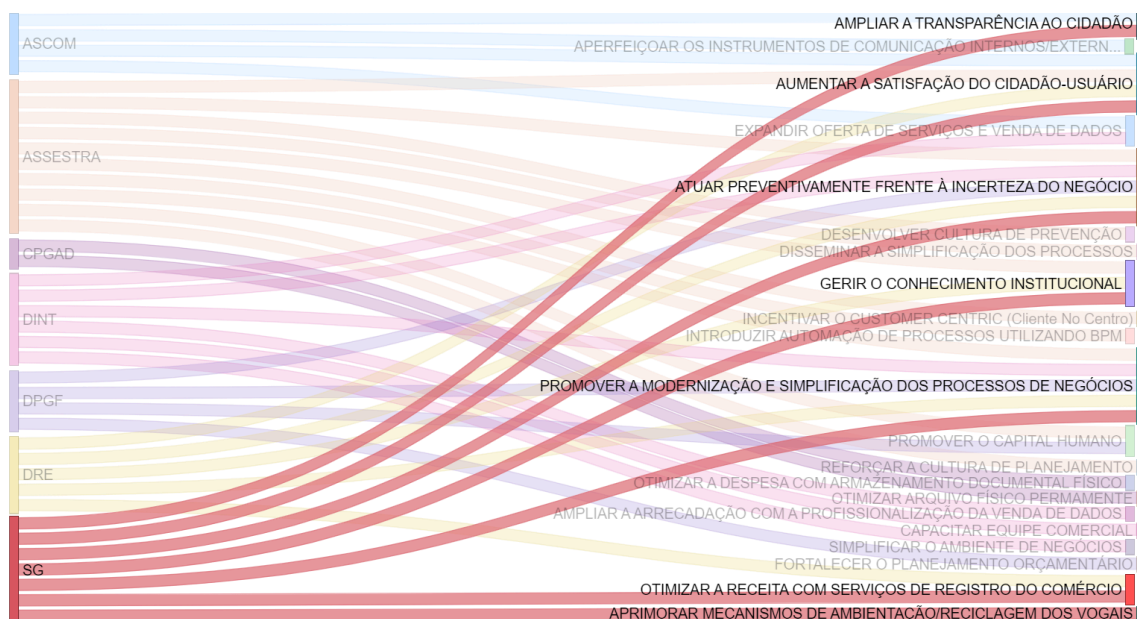 ASCOM
ASSESTRA
CPGAD
DINT
DPGF
DRE
SG
AMPLIAR A TRANSPARÊNCIA AO CIDADÃO
APERFEIÇOAR OS INSTRUMENTOS DE COMUNICAÇÃO INTERNOS/EXTERN...
AUMENTAR A SATISFAÇÃO DO CIDADÃO-USUÁRIO
EXPANDIR OFERTA DE SERVIÇOS E VENDA DE DADOS
ATUAR PREVENTIVAMENTE FRENTE À INCERTEZA DO NEGÓCIO
DESENVOLVER CULTURA DE PREVENÇÃO
DISSEMINAR A SIMPLIFICAÇÃO DOS PROCESSOS
GERIR O CONHECIMENTO INSTITUCIONAL
INCENTIVAR O CUSTOMER CENTRIC (Cliente No Centro)
INTRODUZIR AUTOMAÇÃO DE PROCESSOS UTILIZANDO BPM
PROMOVER A MODERNIZAÇÃO E SIMPLIFICAÇÃO DOS PROCESSOS DE NEGÓCIOS
PROMOVER O CAPITAL HUMANO
REFORÇAR A CULTURA DE PLANEJAMENTO
OTIMIZAR A DESPESA COM ARMAZENAMENTO DOCUMENTAL FÍSICO
OTIMIZAR ARQUIVO FÍSICO PERMAMENTE
AMPLIAR A ARRECADAÇÃO COM A PROFISSIONALIZAÇÃO DA VENDA DE DADOS
CAPACITAR EQUIPE COMERCIAL
SIMPLIFICAR O AMBIENTE DE NEGÓCIOS
FORTALECER O PLANEJAMENTO ORÇAMENTÁRIO
OTIMIZAR A RECEITA COM SERVIÇOS DE REGISTRO DO COMÉRCIO
APRIMORAR MECANISMOS DE AMBIENTAÇÃO/RECICLAGEM DOS VOGAIS